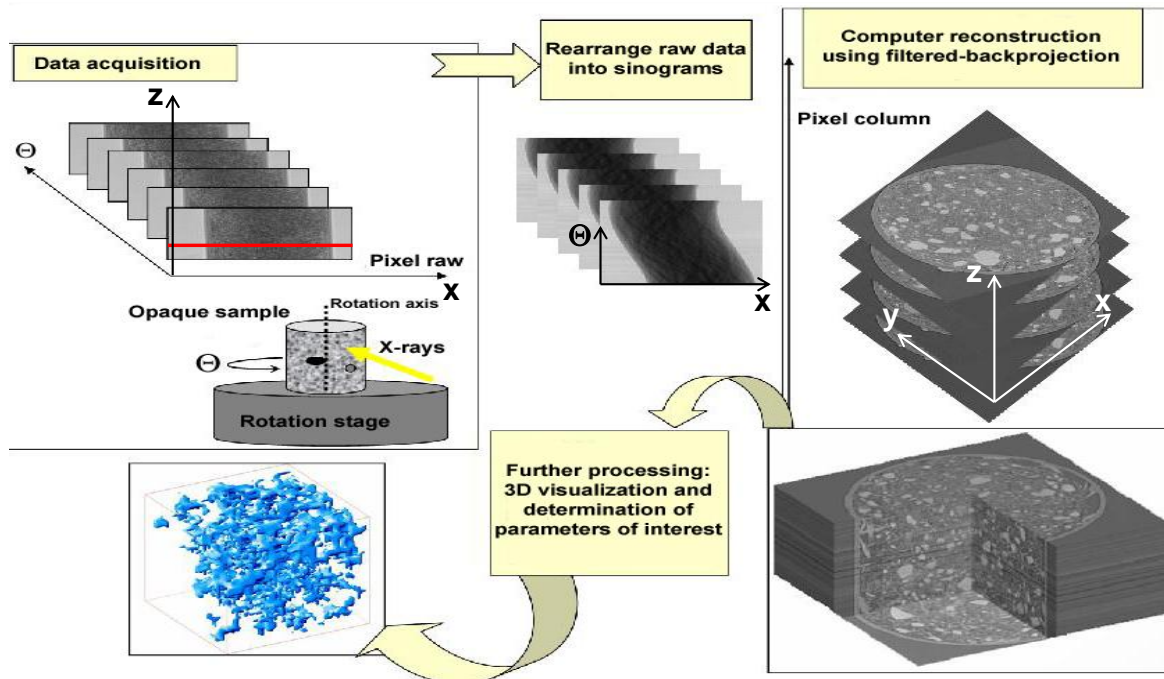 Data acquisition
Rearrange raw data
into sinograms
Computer reconstruction
using filtered-backprojection
z
Θ
Pixel raw
x
Rotation axis
Opaque sample
X-rays
Θ
Rotation stage
Θ
x
Pixel column
z
y
x
Further processing:
3D visualization and
determination of
parameters of interest